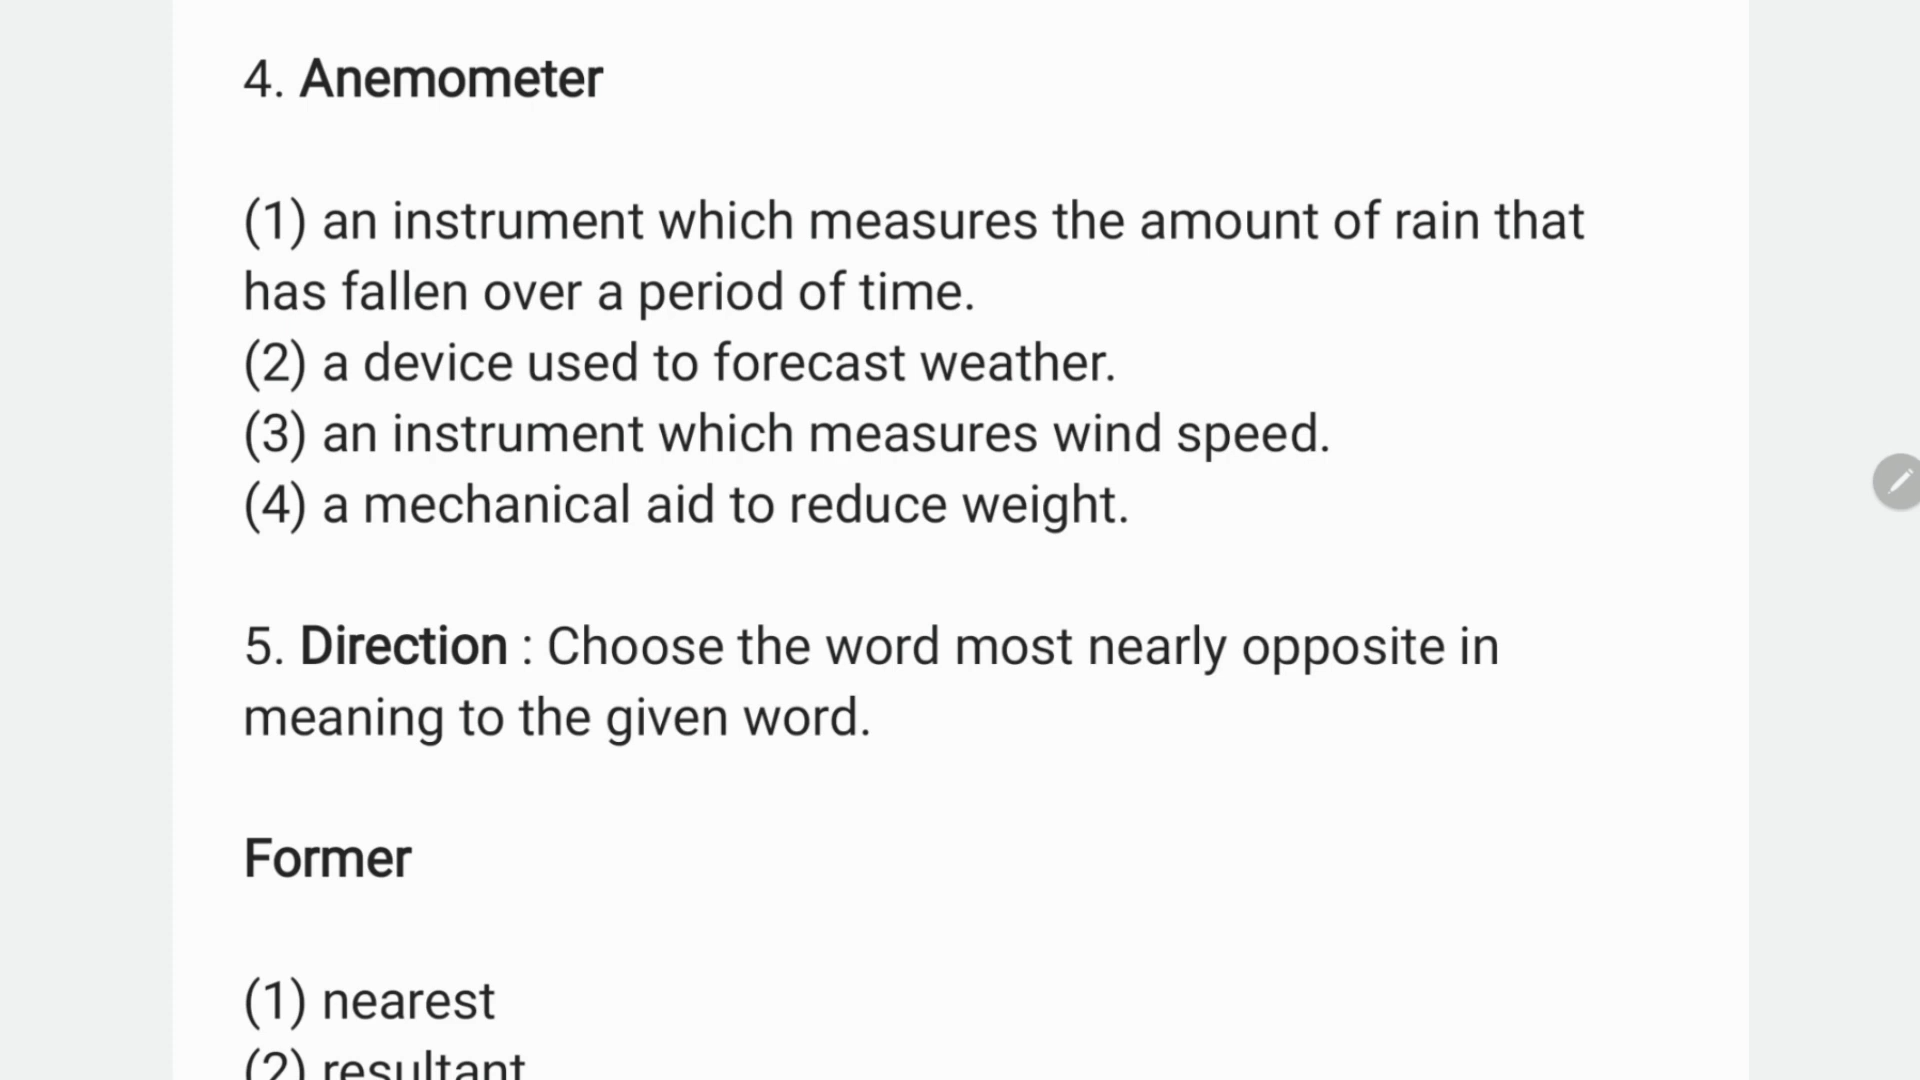 4. Anemometer
(1) an instrument which measures the amount of rain that
has fallen over a period of time.
(2) a device used to forecast weather.
(3) an instrument which measures wind speed.
(4) a mechanical aid to reduce weight.
5. Direction : Choose the word most nearly opposite in
meaning to the given word.
Former
(1) nearest
(2) resultant